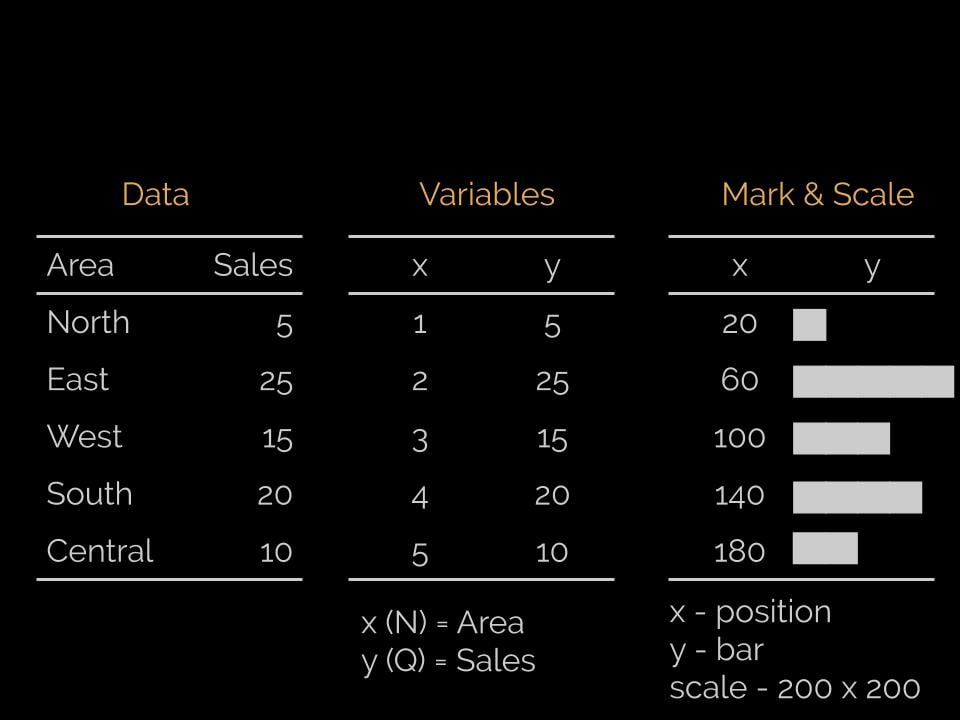 Data Variables Mark & Scale
Area Sales x y x y
North 5 1 5 20
East 25 2 25 60
West 15 3 15 100
South 20 4 20 140
Central 10 5 10 180
x (N) = Area
y (Q) = Sales
x - position
y - bar
scale - 200 x 200